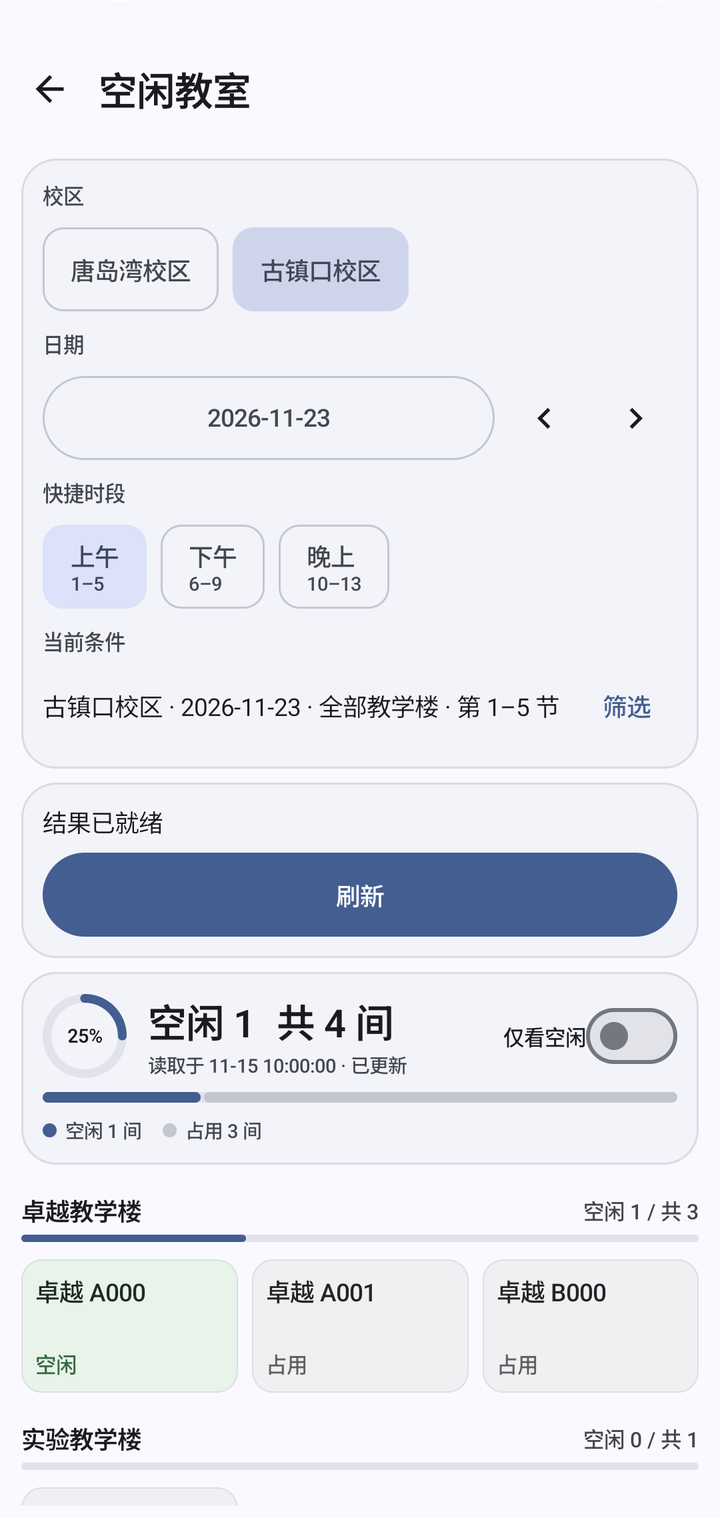 空闲教室
校区
唐岛湾校区 古镇口校区
日期
2026-11-23
快捷时段
上午 下午 晚上
1–5 6–9 10–13
当前条件
古镇口校区 · 2026-11-23 · 全部教学楼 · 第 1–5 节 筛选
结果已就绪
刷新
25% 空闲 1 共 4 间 仅看空闲
读取于 11-15 10:00:00 · 已更新
空闲 1 间 占用 3 间
卓越教学楼 空闲 1 / 共 3
卓越 A000 卓越 A001 卓越 B000
空闲 占用 占用
实验教学楼 空闲 0 / 共 1